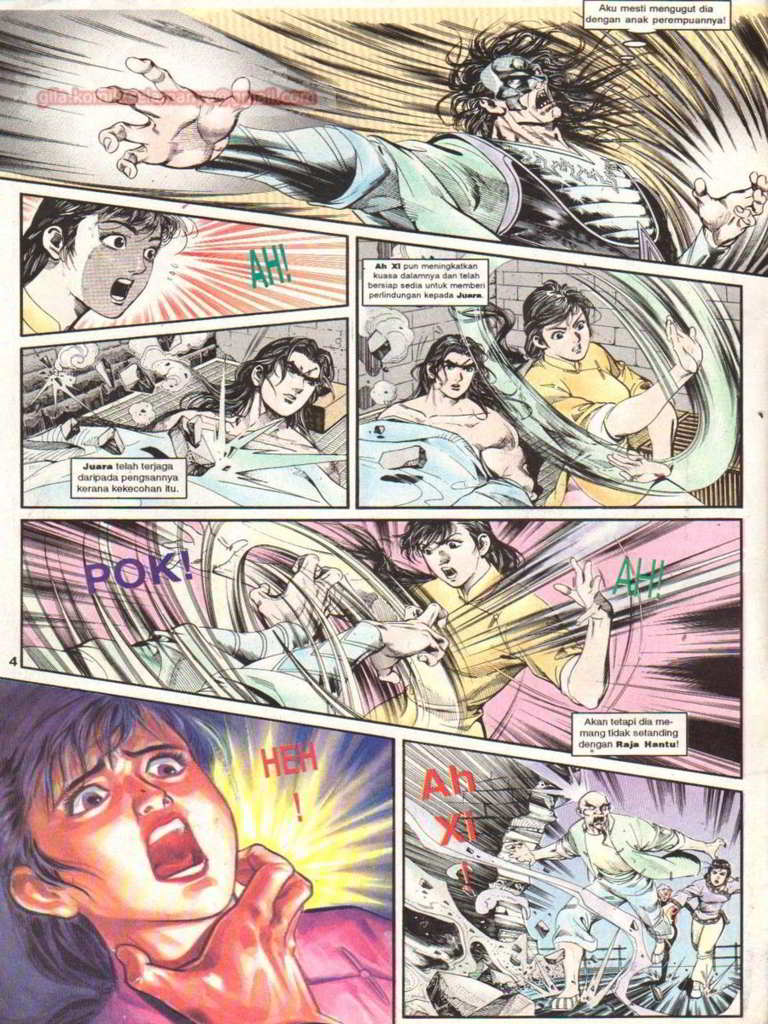 Aku mesti mengugut dia
dengan anak perempuannya!
AH!
Ah Xi pun meningkatkan
kuasa dalamnya dan telah
bersiap sedia untuk memberi
perlindungan kepada Juara.
Juara telah terjaga
daripada pengsannya
kerana kekecohan itu.
POK!
AH!
4
Akan tetapi dia me-
mang tidak setanding
dengan Raja Hantu!
HEH
!
Ah
Xi
!